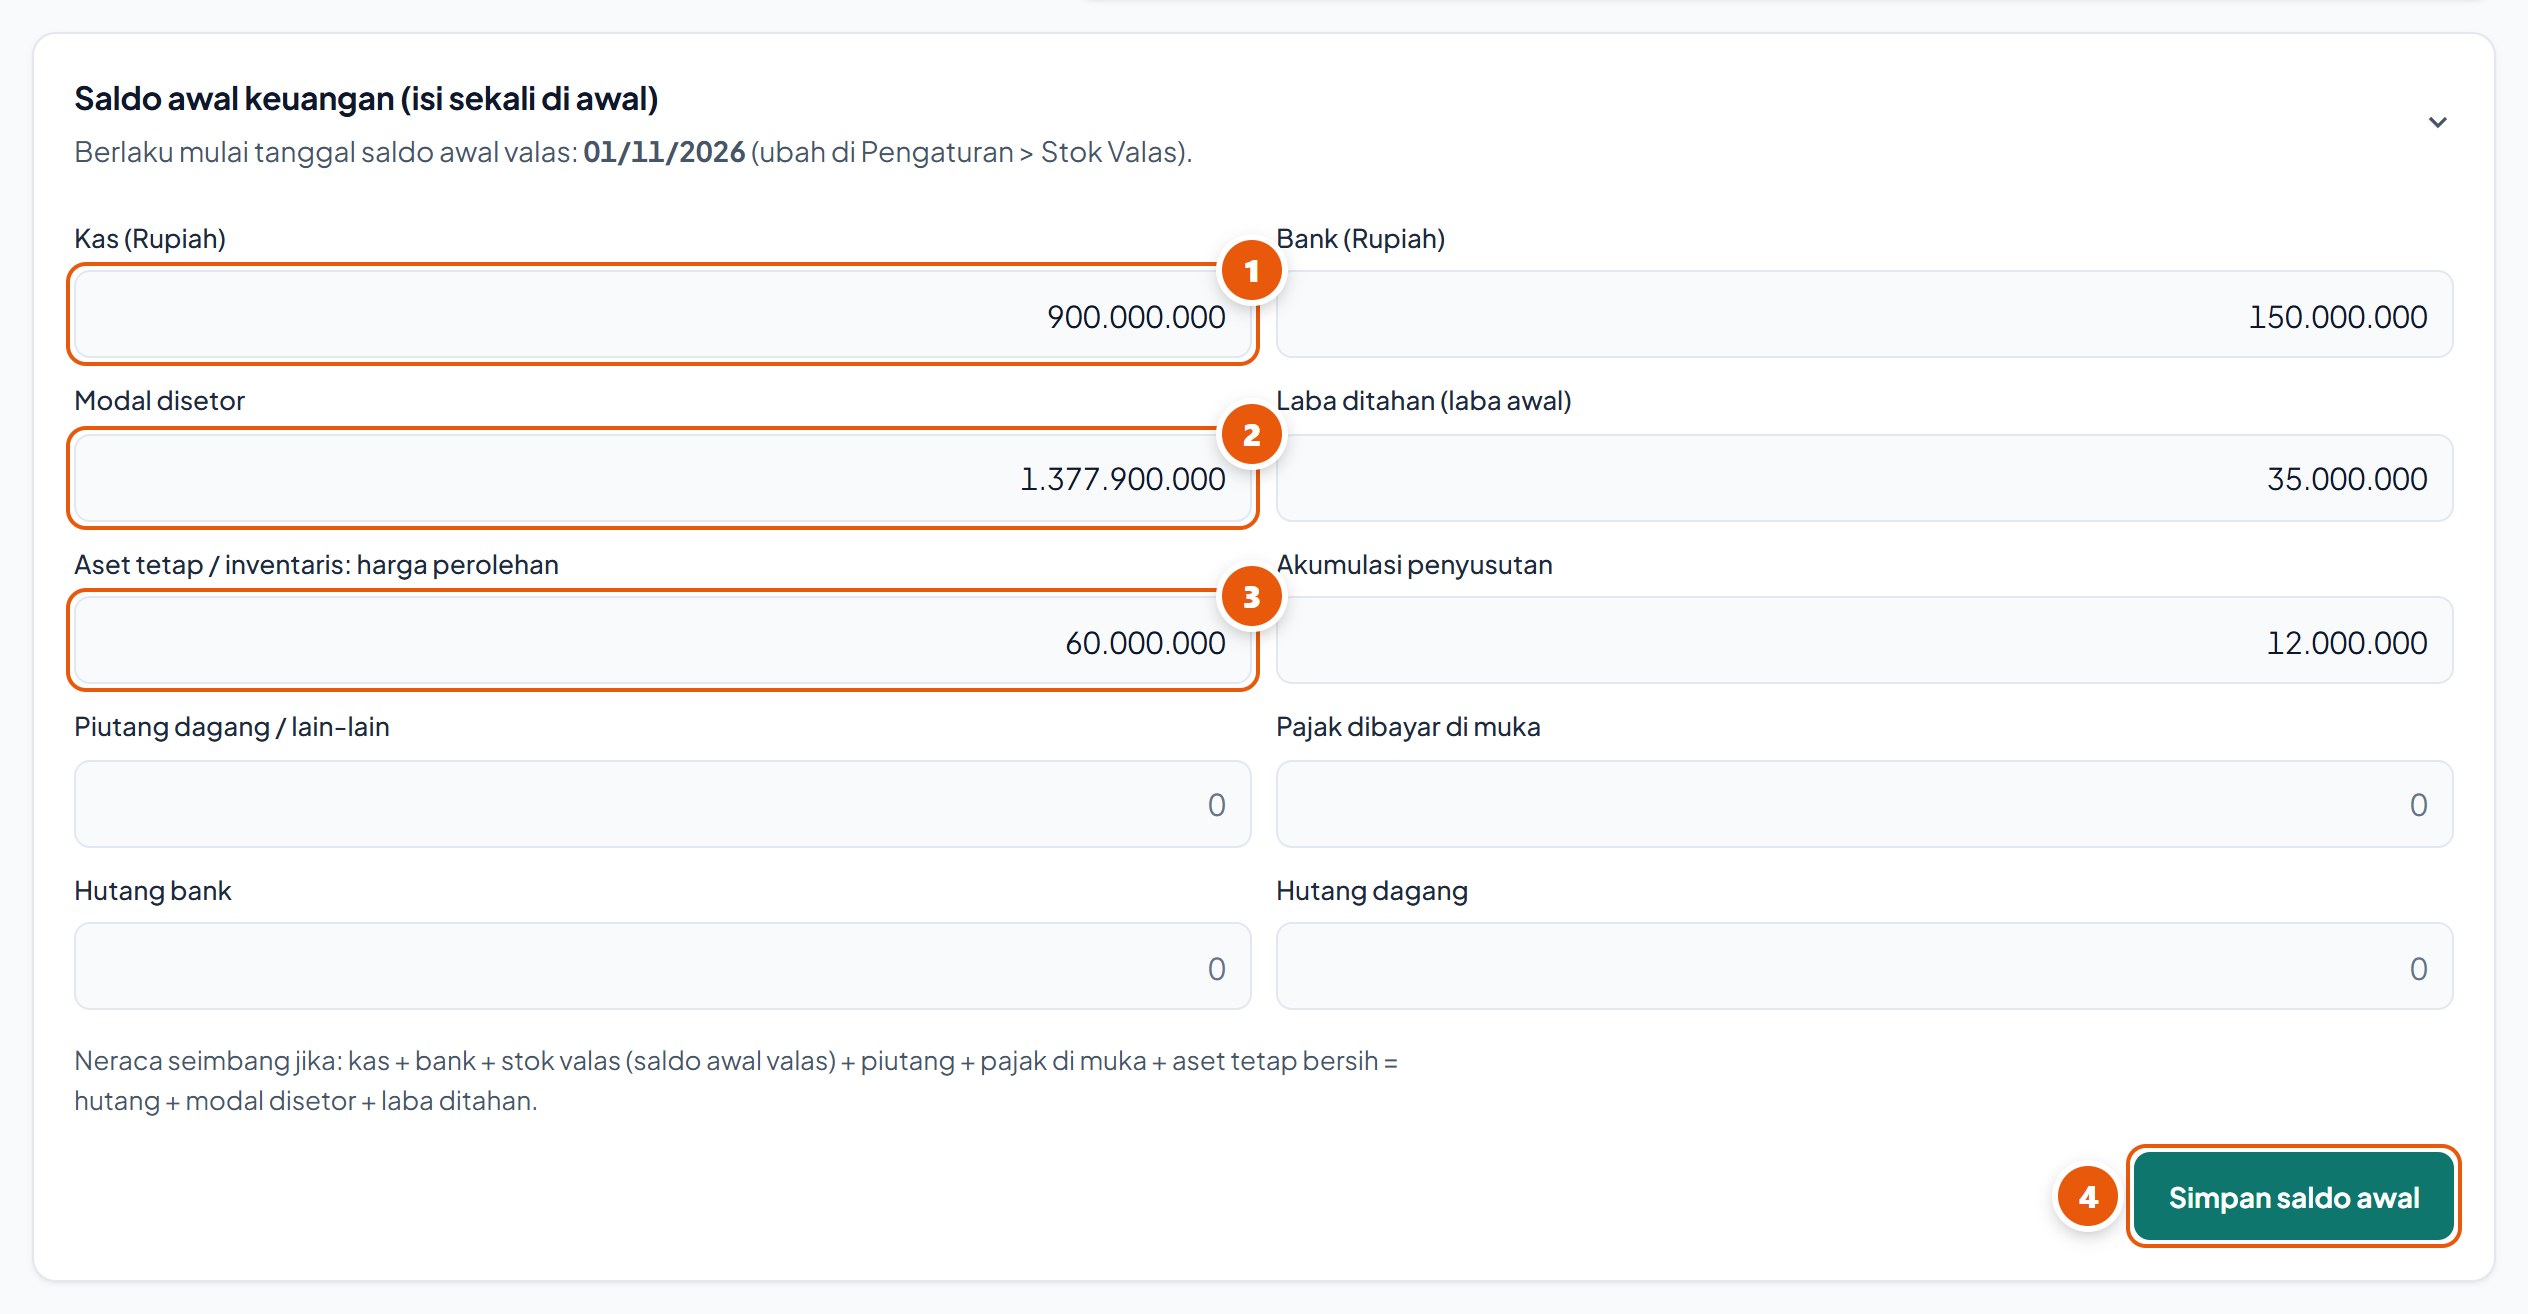 Saldo awal keuangan (isi sekali di awal)
Berlaku mulai tanggal saldo awal valas: 01/11/2026 (ubah di Pengaturan > Stok Valas).
Kas (Rupiah)
1
900.000.000
Bank (Rupiah)
150.000.000
Modal disetor
2
1.377.900.000
Laba ditahan (laba awal)
35.000.000
Aset tetap / inventaris: harga perolehan
3
60.000.000
Akumulasi penyusutan
12.000.000
Piutang dagang / lain-lain
0
Pajak dibayar di muka
0
Hutang bank
0
Hutang dagang
0
Neraca seimbang jika: kas + bank + stok valas (saldo awal valas) + piutang + pajak di muka + aset tetap bersih =
hutang + modal disetor + laba ditahan.
4
Simpan saldo awal